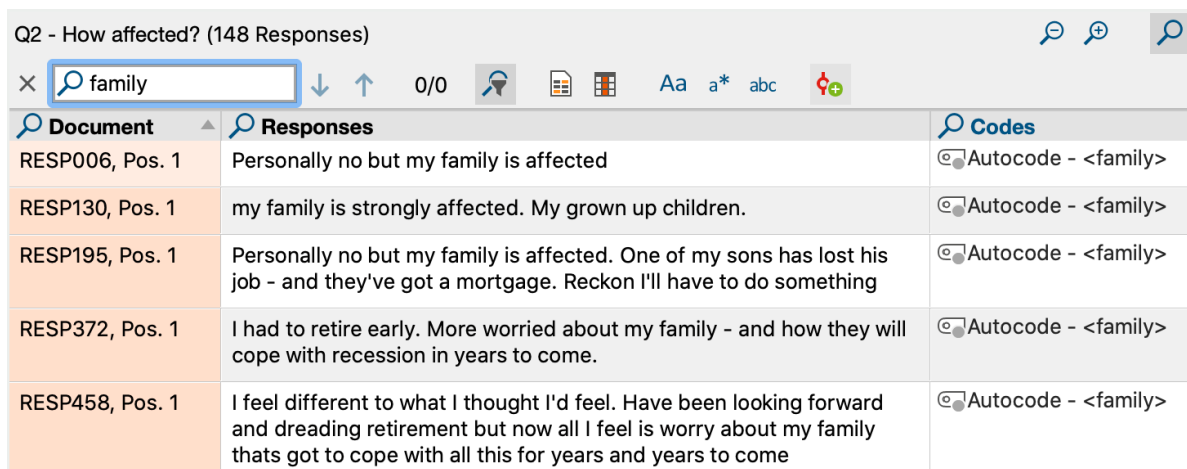 Q2 - How affected? (148 Responses)
family 0/0 Aa a* abc
Document Responses Codes
RESP006, Pos. 1 Personally no but my family is affected Autocode - <family>
RESP130, Pos. 1 my family is strongly affected. My grown up children. Autocode - <family>
RESP195, Pos. 1 Personally no but my family is affected. One of my sons has lost his Autocode - <family>
job - and they've got a mortgage. Reckon I'll have to do something
RESP372, Pos. 1 I had to retire early. More worried about my family - and how they will Autocode - <family>
cope with recession in years to come.
RESP458, Pos. 1 I feel different to what I thought I'd feel. Have been looking forward Autocode - <family>
and dreading retirement but now all I feel is worry about my family
thats got to cope with all this for years and years to come